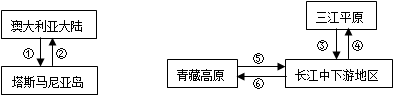 澳大利亚大陆
① ②
塔斯马尼亚岛
三江平原
③ ④
青藏高原 ⑤ ⑥ 长江中下游地区